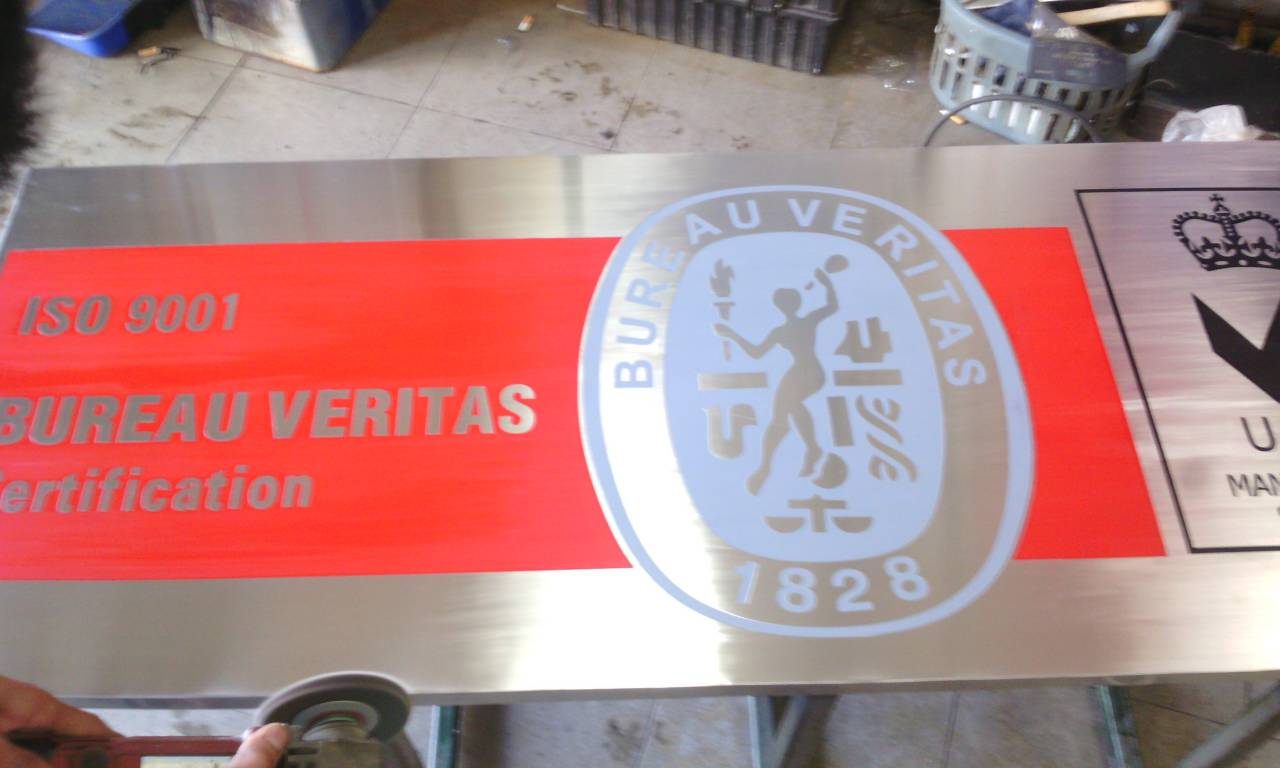 ISO 9001
BUREAU VERITAS
ertification
BUREAU VERITAS
1828
U
MAN